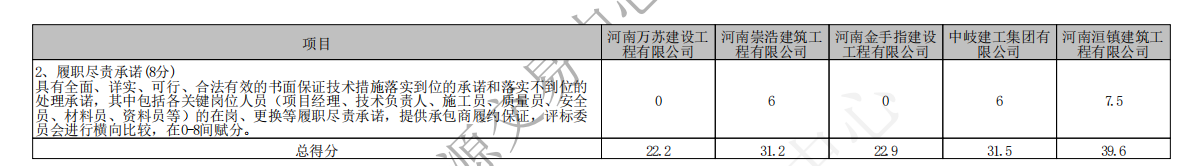 项目
河南万苏建设工程有限公司
河南崇浩建筑工程有限公司
河南金手指建设工程有限公司
中岐建工集团有限公司
河南洹镇建筑工程有限公司
2、履职尽责承诺(8分)
具有全面、详实、可行、合法有效的书面保证技术措施落实到位的承诺和落实不到位的
处理承诺，其中包括各关键岗位人员（项目经理、技术负责人、施工员、质量员、安全
员、材料员、资料员等）的在岗、更换等履职尽责承诺，提供承包商履约保证，评标委
员会进行横向比较，在0-8间赋分。
0
6
0
6
7.5
总得分
22.2
31.2
22.9
31.5
39.6
源交易中心
中心